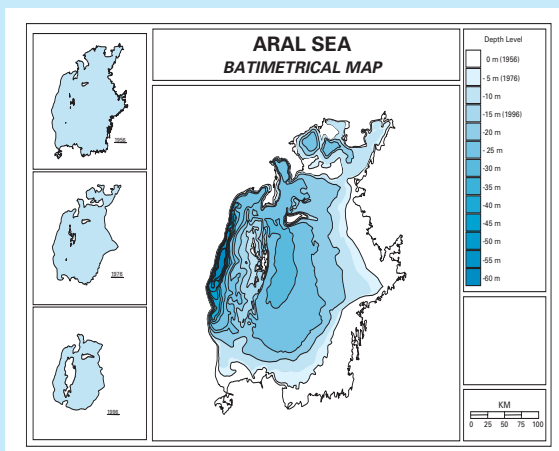 ARAL SEA
BATIMETRICAL MAP
1956
1976
1996
Depth Level
0 m (1956)
- 5 m (1976)
-10 m
-15 m (1996)
-20 m
-25 m
-30 m
-35 m
-40 m
-45 m
-50 m
-55 m
-60 m
KM
0 25 50 75 100